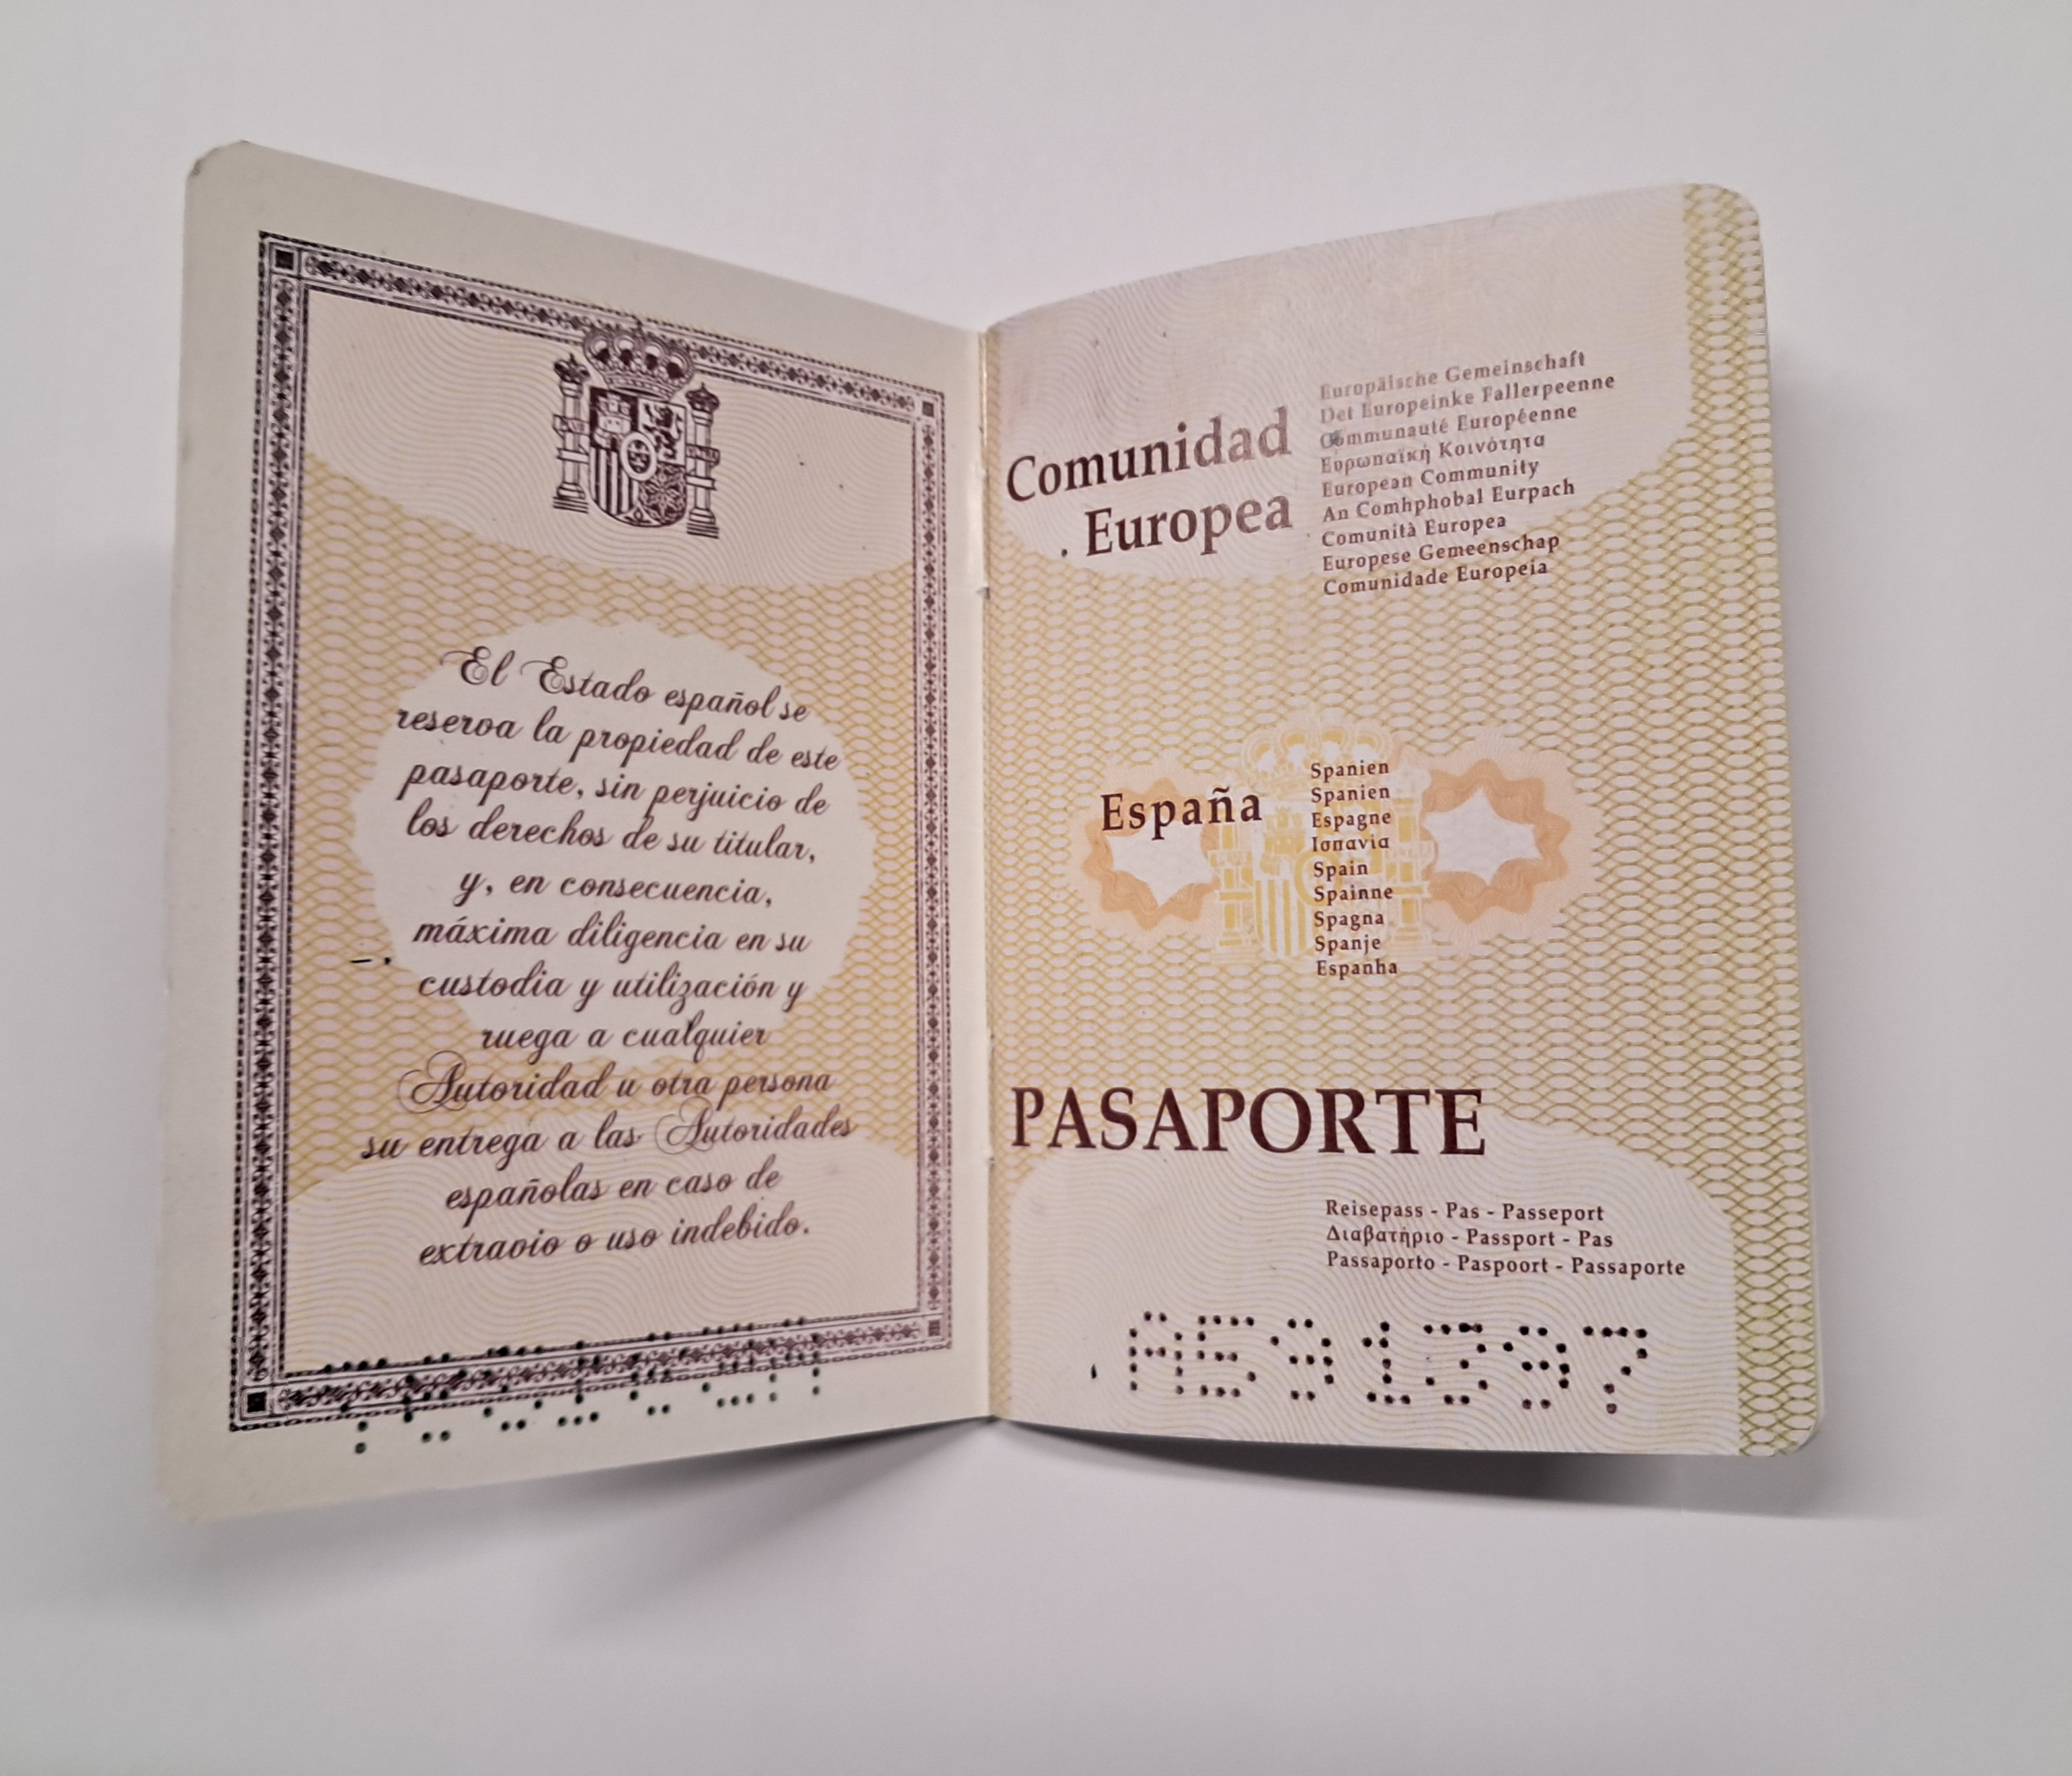 El Estado español se
reserva la propiedad de este
pasaporte, sin perjuicio de
los derechos de su titular,
y, en consecuencia,
máxima diligencia en su
custodia y utilización y
ruega a cualquier
Autoridad u otra persona
su entrega a las Autoridades
españolas en caso de
extravio o uso indebido.
Comunidad
Europea
Europäische Gemeinschaft
Det Europeinke Fallerpeenne
Communauté Européenne
Ευρωπαϊκή Κοινότητα
European Community
An Comhphobal Eurpach
Comunità Europea
Europese Gemeenschap
Comunidade Europeia
España
Spanien
Spanien
Espagne
Ισπανία
Spain
Spainne
Spagna
Spanje
Espanha
PASAPORTE
Reisepass - Pas - Passeport
Διαβατήριο - Passport - Pas
Passaporto - Paspoort - Passaporte